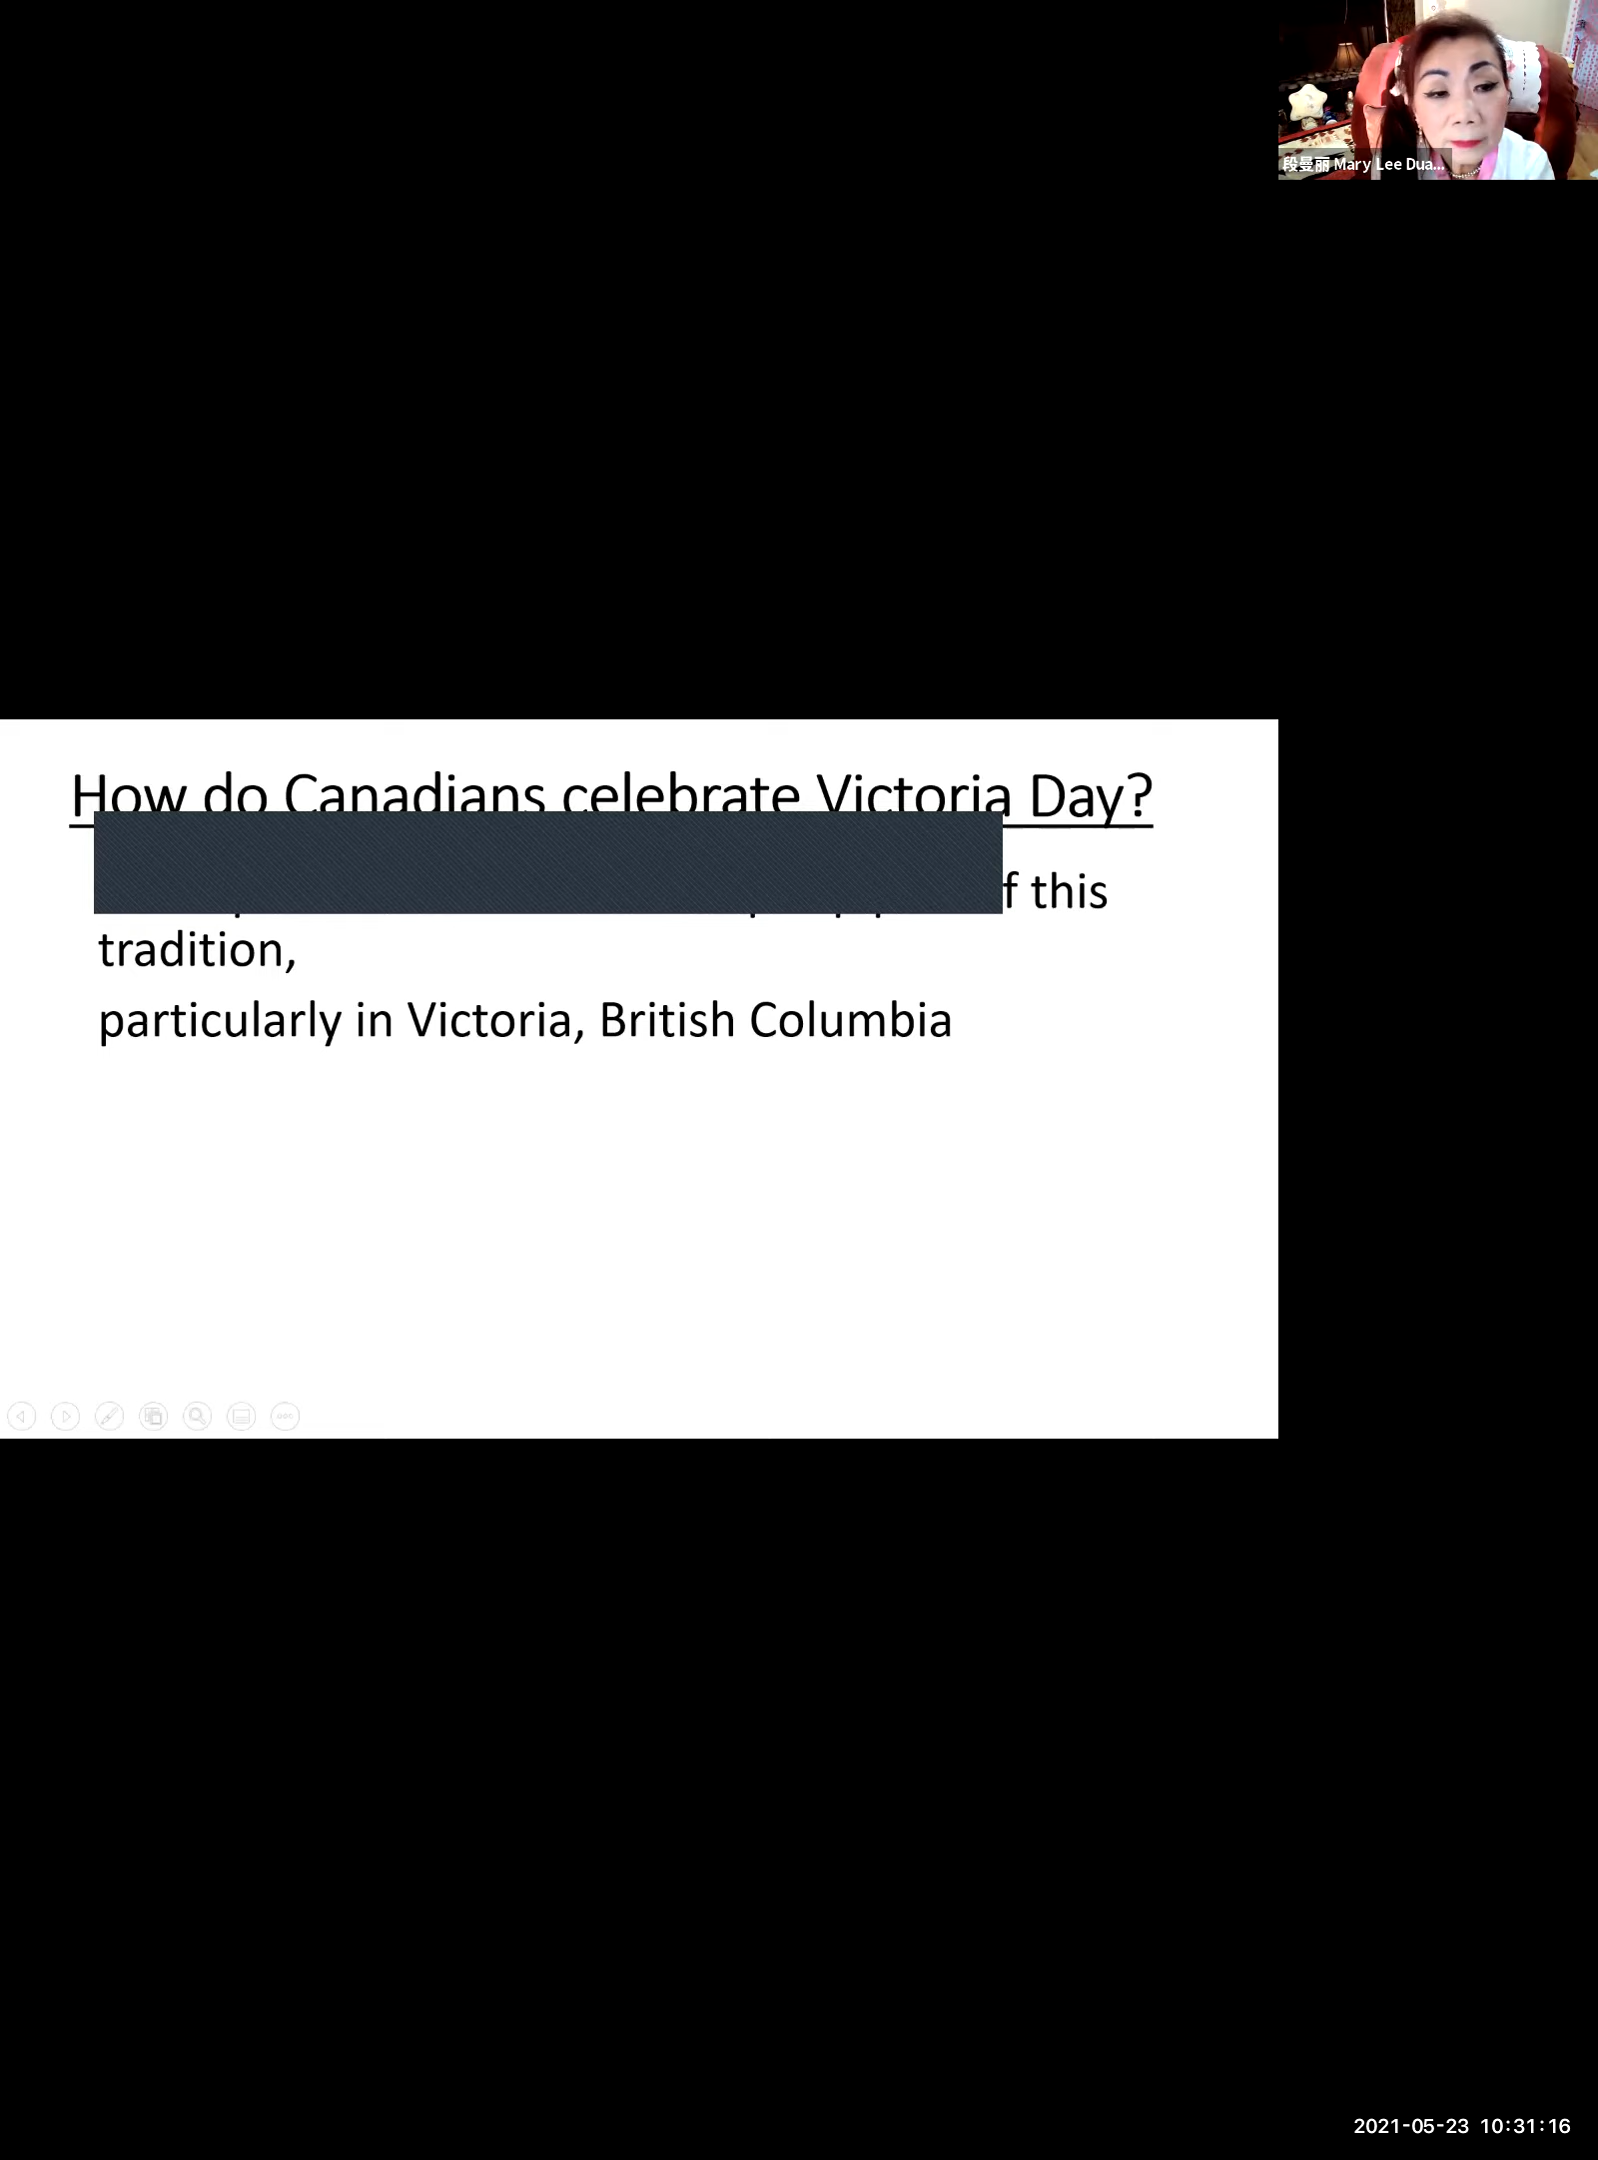 段曼丽 Mary Lee Dua...
How do Canadians celebrate Victoria Day?
f this
tradition,
particularly in Victoria, British Columbia
2021-05-23 10:31:16